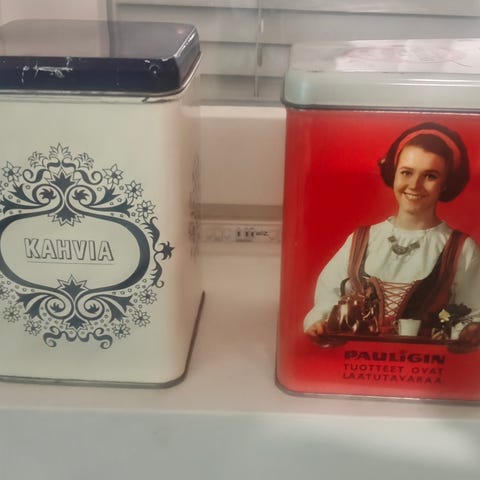 KAHVIA
PAULIGIN
TUOTTEET OVAT
LAATUTAVARAA